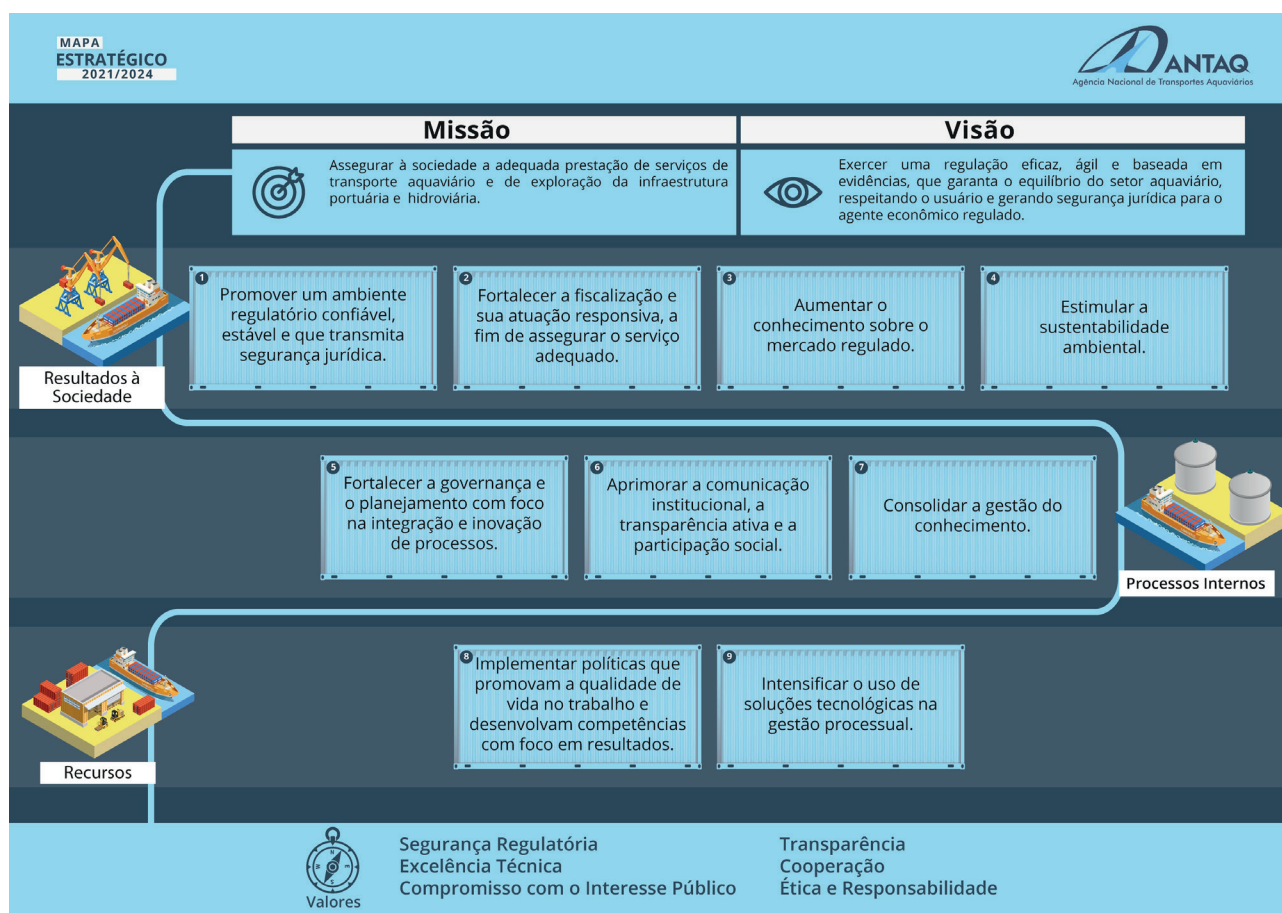 MAPA
ESTRATÉGICO
2021/2024
ANTAQ
Agência Nacional de Transportes Aquaviários
Missão
Assegurar à sociedade a adequada prestação de serviços de
transporte aquaviário e de exploração da infraestrutura
portuária e hidroviária.
Visão
Exercer uma regulação eficaz, ágil e baseada em
evidências, que garanta o equilíbrio do setor aquaviário,
respeitando o usuário e gerando segurança jurídica para o
agente econômico regulado.
Resultados à
Sociedade
1
Promover um ambiente
regulatório confiável,
estável e que transmita
segurança jurídica.
2
Fortalecer a fiscalização e
sua atuação responsiva, a
fim de assegurar o serviço
adequado.
3
Aumentar o
conhecimento sobre o
mercado regulado.
4
Estimular a
sustentabilidade
ambiental.
5
Fortalecer a governança e
o planejamento com foco
na integração e inovação
de processos.
6
Aprimorar a comunicação
institucional, a
transparência ativa e a
participação social.
7
Consolidar a gestão do
conhecimento.
Processos Internos
Recursos
8
Implementar políticas que
promovam a qualidade de
vida no trabalho e
desenvolvam competências
com foco em resultados.
9
Intensificar o uso de
soluções tecnológicas na
gestão processual.
Valores
Segurança Regulatória
Excelência Técnica
Compromisso com o Interesse Público
Transparência
Cooperação
Ética e Responsabilidade